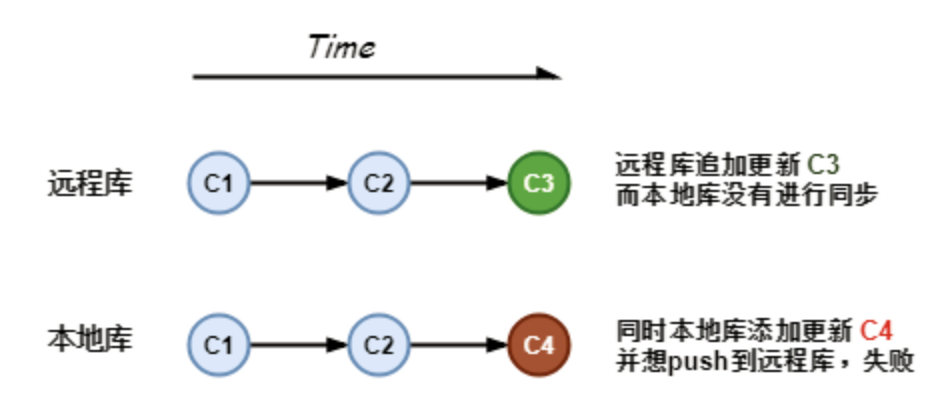 Time
远程库
C1
C2
C3
远程库追加更新 C3
而本地库没有进行同步
本地库
C1
C2
C4
同时本地库添加更新 C4
并想push到远程库，失败